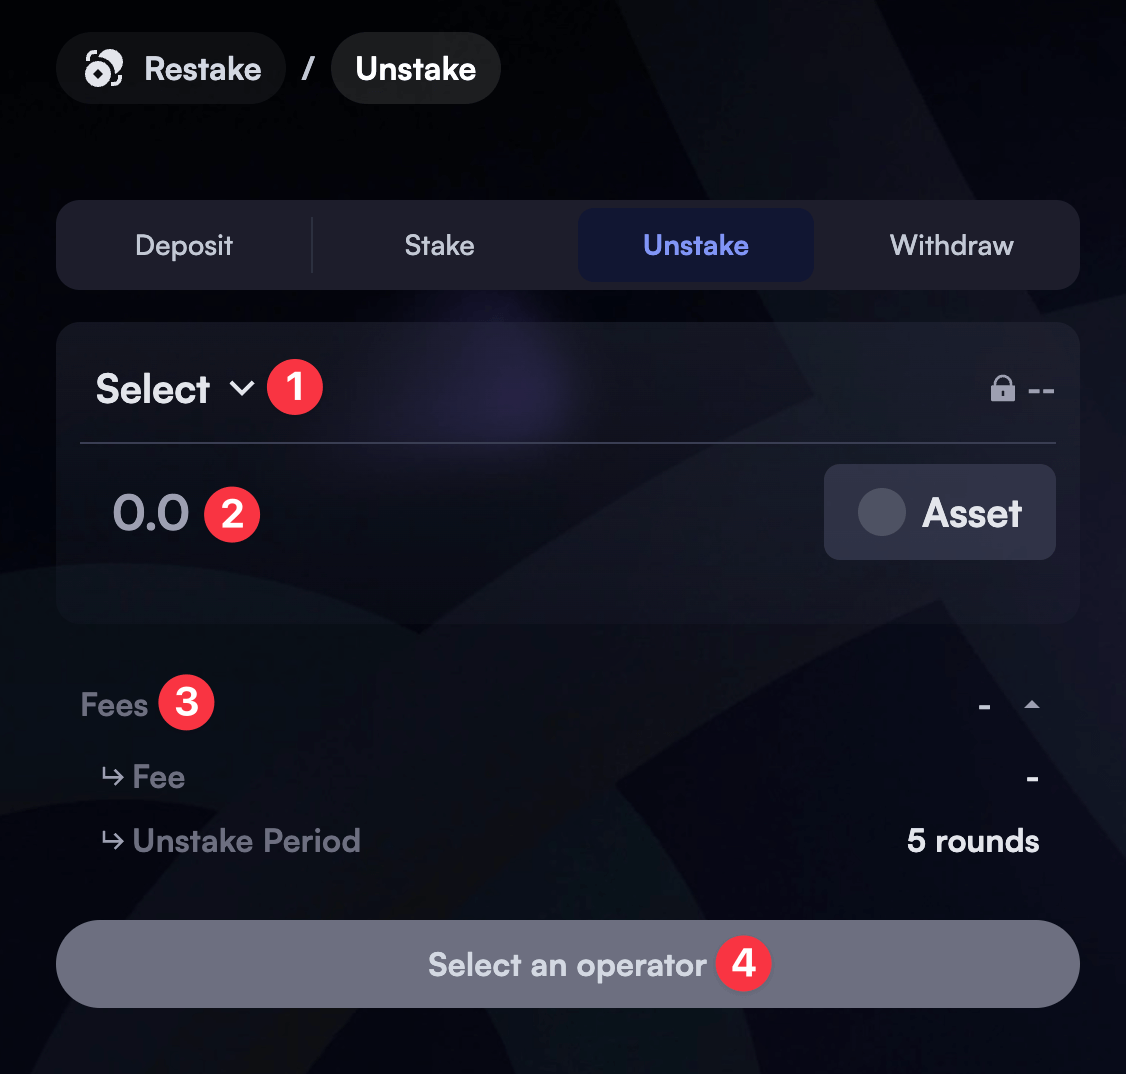 Restake / Unstake
Deposit Stake Unstake Withdraw
Select 1 --
0.0 2 Asset
Fees 3 -
Fee -
Unstake Period 5 rounds
Select an operator 4